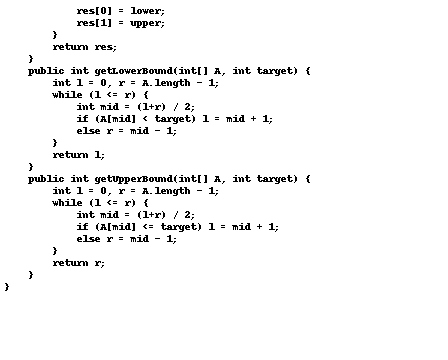 res[0] = lower;
            res[1] = upper;
        }
        return res;
    }
    public int getLowerBound(int[] A, int target) {
        int l = 0, r = A.length - 1;
        while (l <= r) {
            int mid = (l+r) / 2;
            if (A[mid] < target) l = mid + 1;
            else r = mid - 1;
        }
        return l;
    }
    public int getUpperBound(int[] A, int target) {
        int l = 0, r = A.length - 1;
        while (l <= r) {
            int mid = (l+r) / 2;
            if (A[mid] <= target) l = mid + 1;
            else r = mid - 1;
        }
        return r;
    }
}